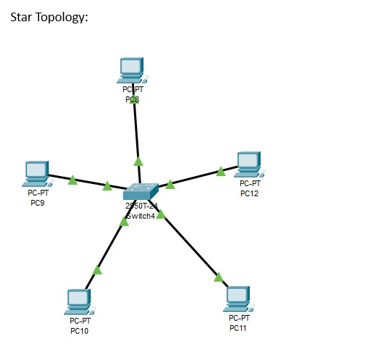 Star Topology:
PC-PT
PC8
PC-PT
PC9
PC-PT
PC12
2950T-24
Switch4
PC-PT
PC10
PC-PT
PC11